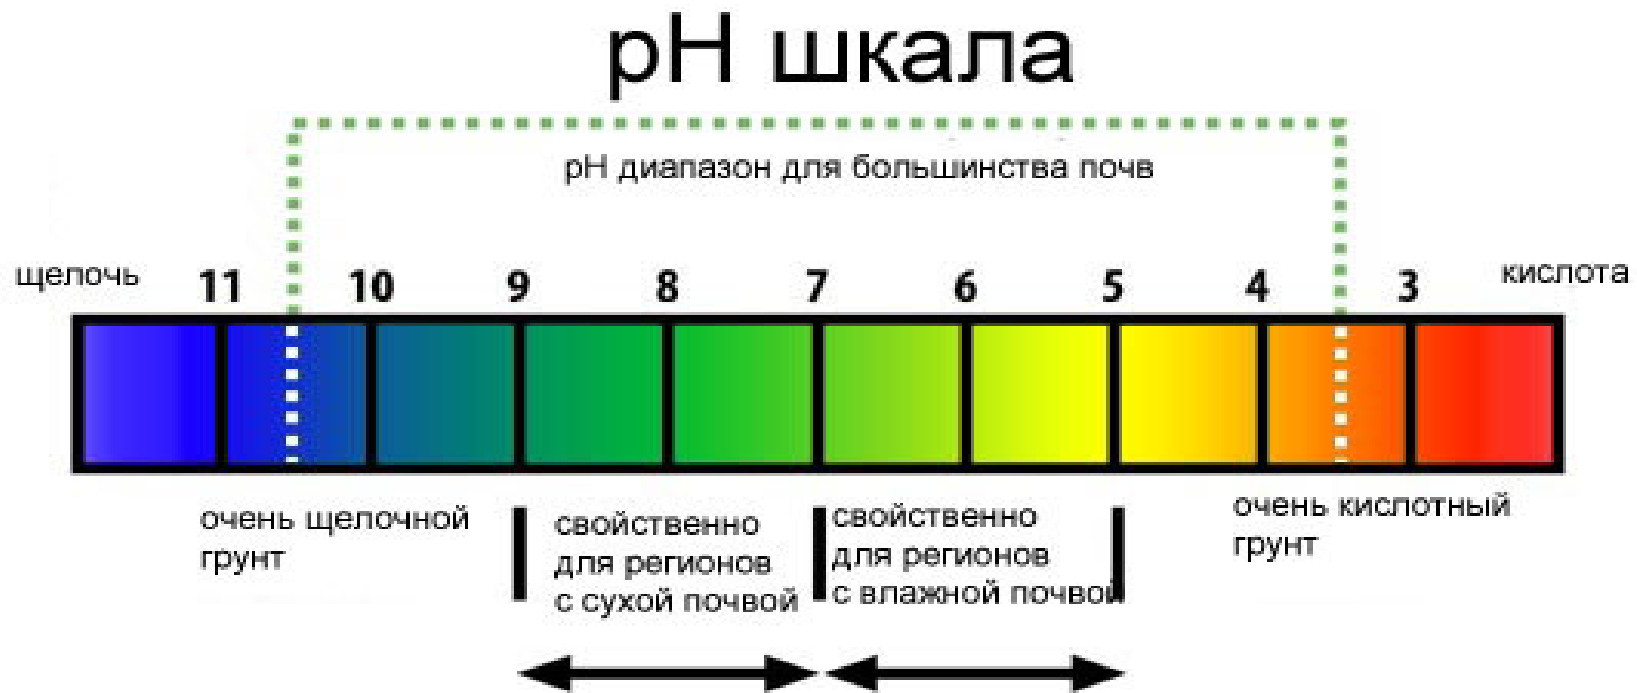 pH шкала
pH диапазон для большинства почв
щелочь 11 10 9 8 7 6 5 4 3 кислота
очень щелочной
грунт
свойственно
для регионов
с сухой почвой
свойственно
для регионов
с влажной почвой
очень кислотный
грунт